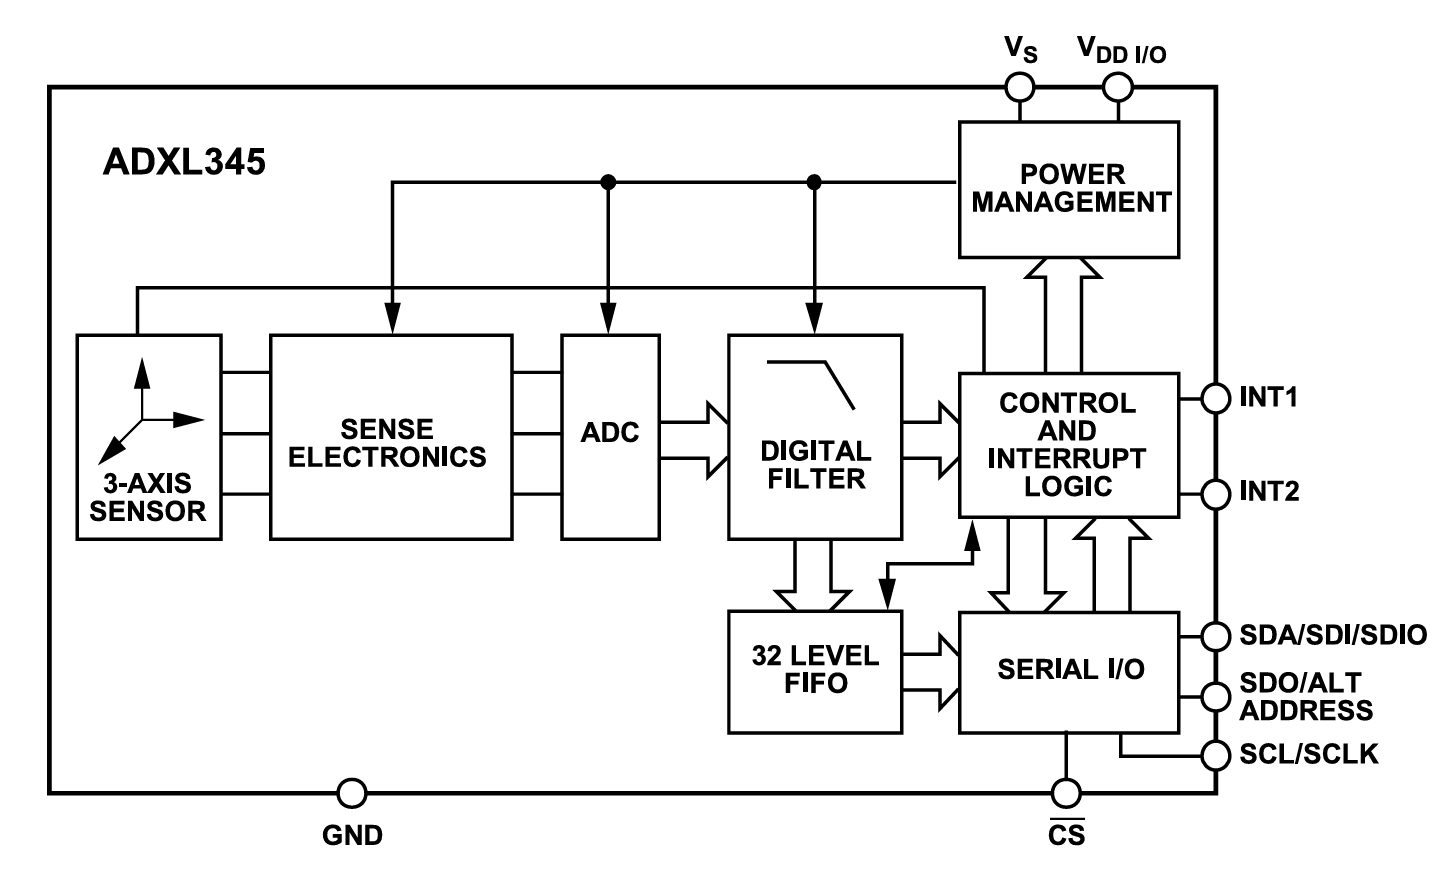 VS
VDD I/O
ADXL345
POWER
MANAGEMENT
3-AXIS
SENSOR
SENSE
ELECTRONICS
ADC
DIGITAL
FILTER
CONTROL
AND
INTERRUPT
LOGIC
INT1
INT2
32 LEVEL
FIFO
SERIAL I/O
SDA/SDI/SDIO
SDO/ALT
ADDRESS
SCL/SCLK
GND
C̅S̅